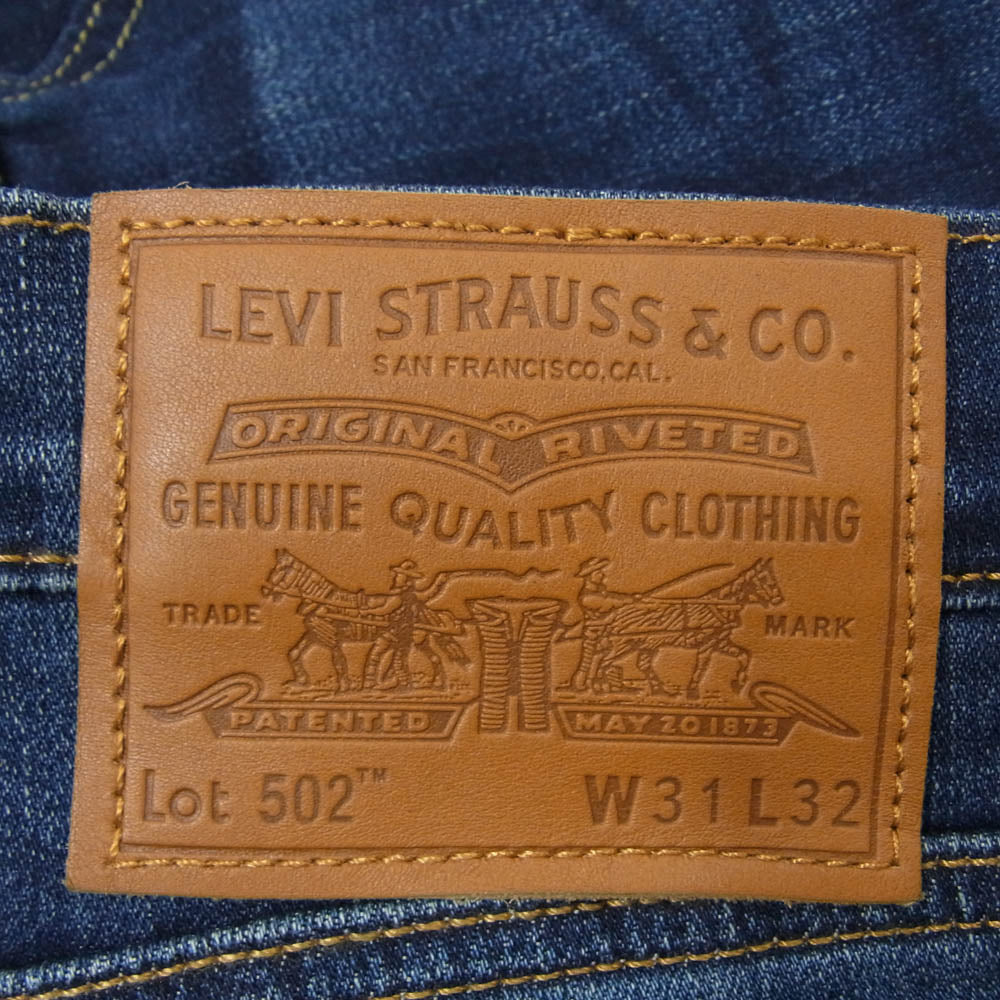 LEVI STRAUSS & CO.
SAN FRANCISCO, CAL.
ORIGINAL RIVETED
GENUINE QUALITY CLOTHING
TRADE MARK
PATENTED MAY 20 1873
Lot 502™ W31 L32